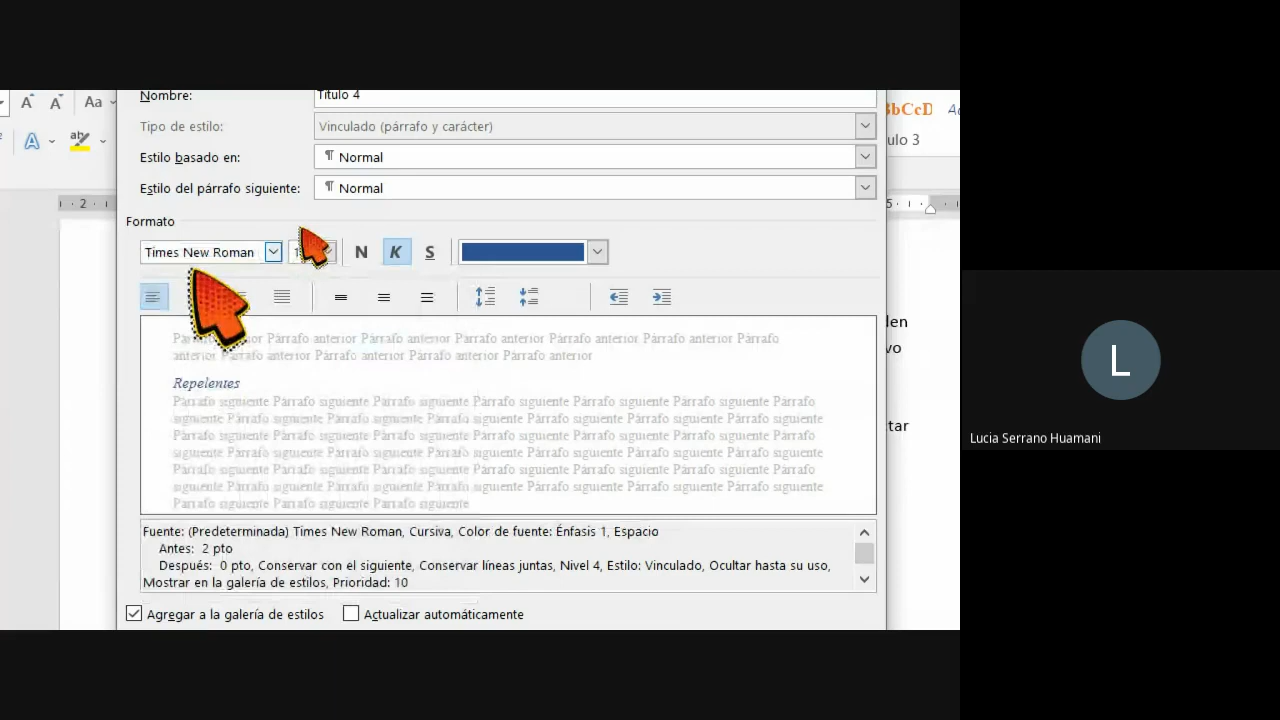 Nombre: Título 4
Aa
bCcD
Tipo de estilo: Vinculado (párrafo y carácter)
ulo 3
Estilo basado en: ¶ Normal
Estilo del párrafo siguiente: ¶ Normal
2
5
Formato
Times New Roman N K S
Párrafo anterior Párrafo anterior Párrafo anterior Párrafo anterior Párrafo anterior Párrafo
anterior Párrafo anterior Párrafo anterior Párrafo anterior Párrafo anterior
Repelentes
Párrafo siguiente Párrafo siguiente Párrafo siguiente Párrafo siguiente Párrafo siguiente Párrafo
siguiente Párrafo siguiente Párrafo siguiente Párrafo siguiente Párrafo siguiente Párrafo siguiente
Párrafo siguiente Párrafo siguiente Párrafo siguiente Párrafo siguiente Párrafo siguiente Párrafo
siguiente Párrafo siguiente Párrafo siguiente Párrafo siguiente Párrafo siguiente Párrafo siguiente
Párrafo siguiente Párrafo siguiente Párrafo siguiente Párrafo siguiente Párrafo siguiente Párrafo
siguiente Párrafo siguiente Párrafo siguiente Párrafo siguiente Párrafo siguiente Párrafo siguiente
Párrafo siguiente Párrafo siguiente Párrafo siguiente
Fuente: (Predeterminada) Times New Roman, Cursiva, Color de fuente: Énfasis 1, Espacio
Antes: 2 pto
Después: 0 pto, Conservar con el siguiente, Conservar líneas juntas, Nivel 4, Estilo: Vinculado, Ocultar hasta su uso,
Mostrar en la galería de estilos, Prioridad: 10
Agregar a la galería de estilos Actualizar automáticamente
vo
tar
L
Lucia Serrano Huamani